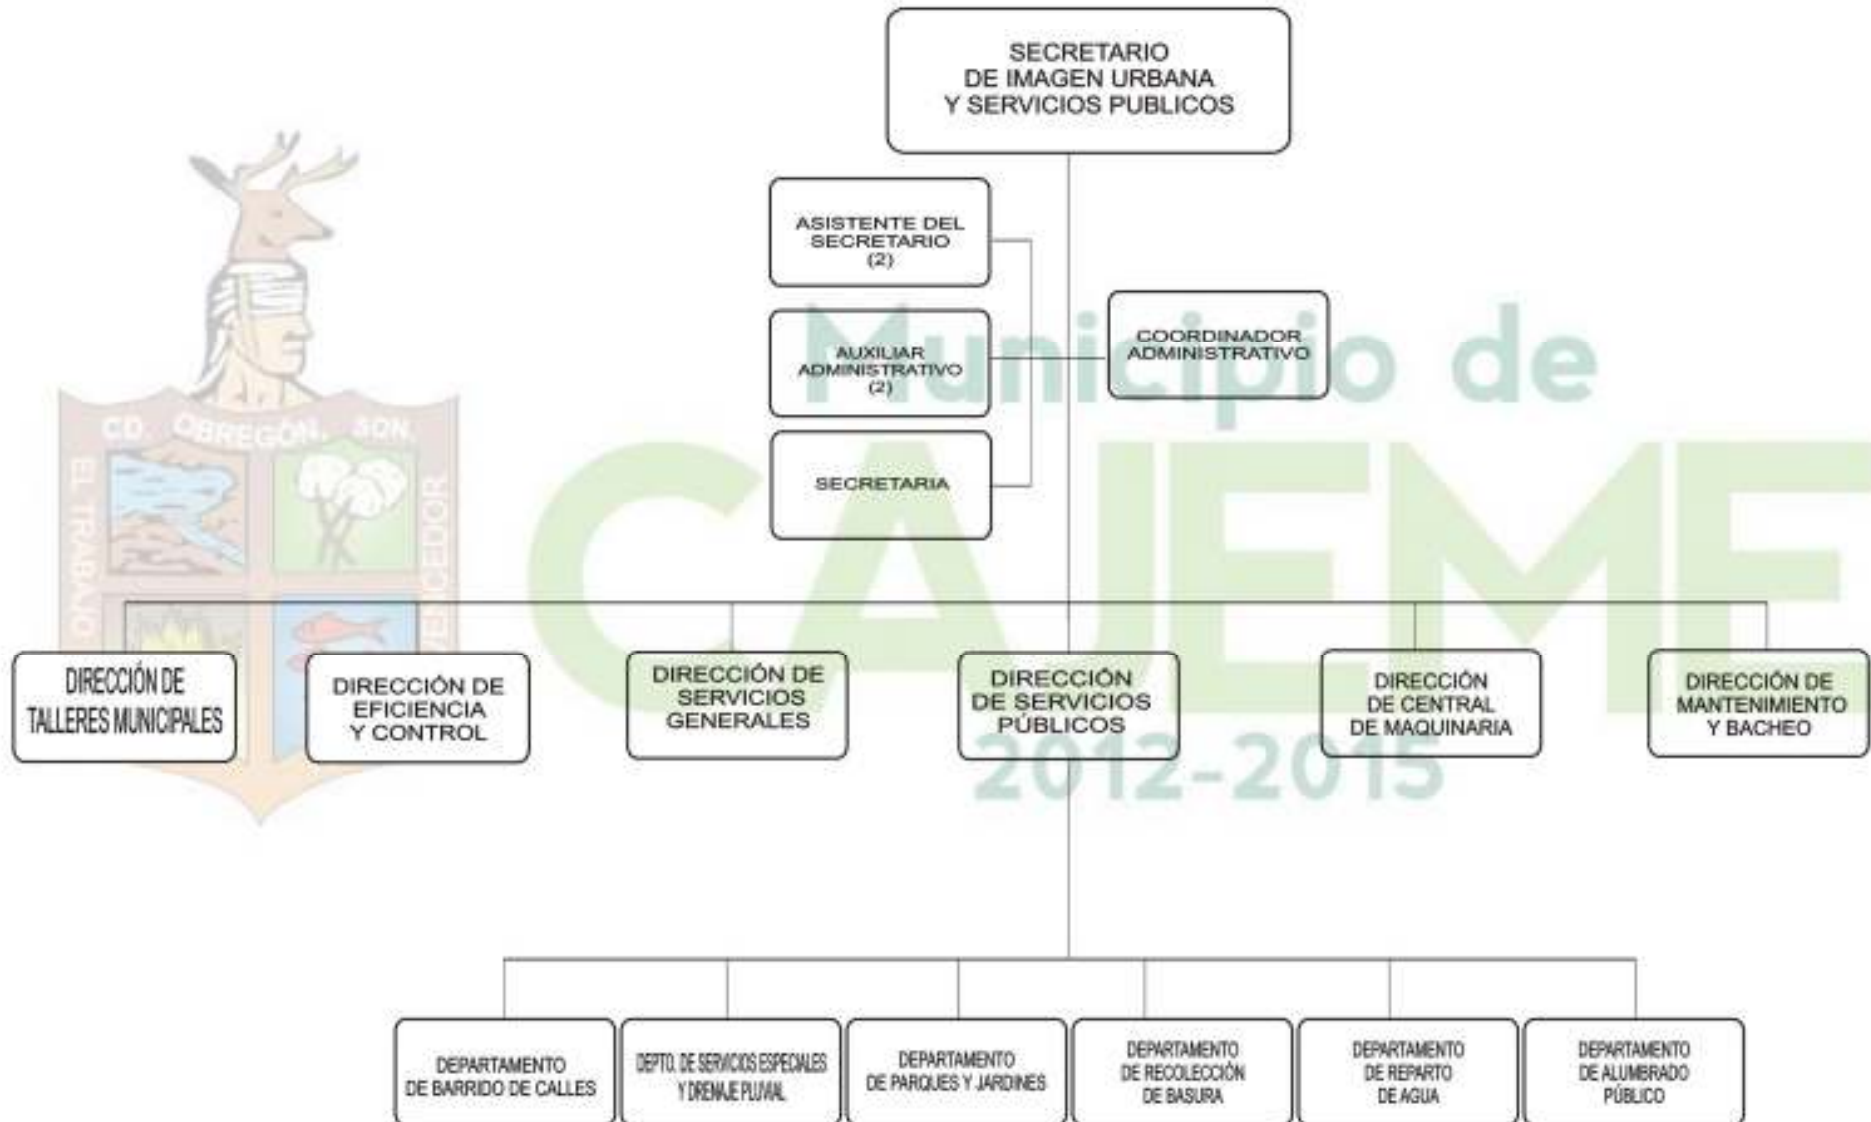 SECRETARIO
DE IMAGEN URBANA
Y SERVICIOS PUBLICOS
ASISTENTE DEL
SECRETARIO
(2)
AUXILIAR
ADMINISTRATIVO
(2)
COORDINADOR
ADMINISTRATIVO
SECRETARIA
Municipio de
CAJEME
2012-2015
CD. OBREGÓN, SON.
EL TRABAJO
VENCEDOR
DIRECCIÓN DE
TALLERES MUNICIPALES
DIRECCIÓN DE
EFICIENCIA
Y CONTROL
DIRECCIÓN DE
SERVICIOS
GENERALES
DIRECCIÓN
DE SERVICIOS
PÚBLICOS
DIRECCIÓN
DE CENTRAL
DE MAQUINARIA
DIRECCIÓN DE
MANTENIMIENTO
Y BACHEO
DEPARTAMENTO
DE BARRIDO DE CALLES
DEPTO. DE SERVICIOS ESPECIALES
Y DRENAJE PLUVIAL
DEPARTAMENTO
DE PARQUES Y JARDINES
DEPARTAMENTO
DE RECOLECCIÓN
DE BASURA
DEPARTAMENTO
DE REPARTO
DE AGUA
DEPARTAMENTO
DE ALUMBRADO
PÚBLICO